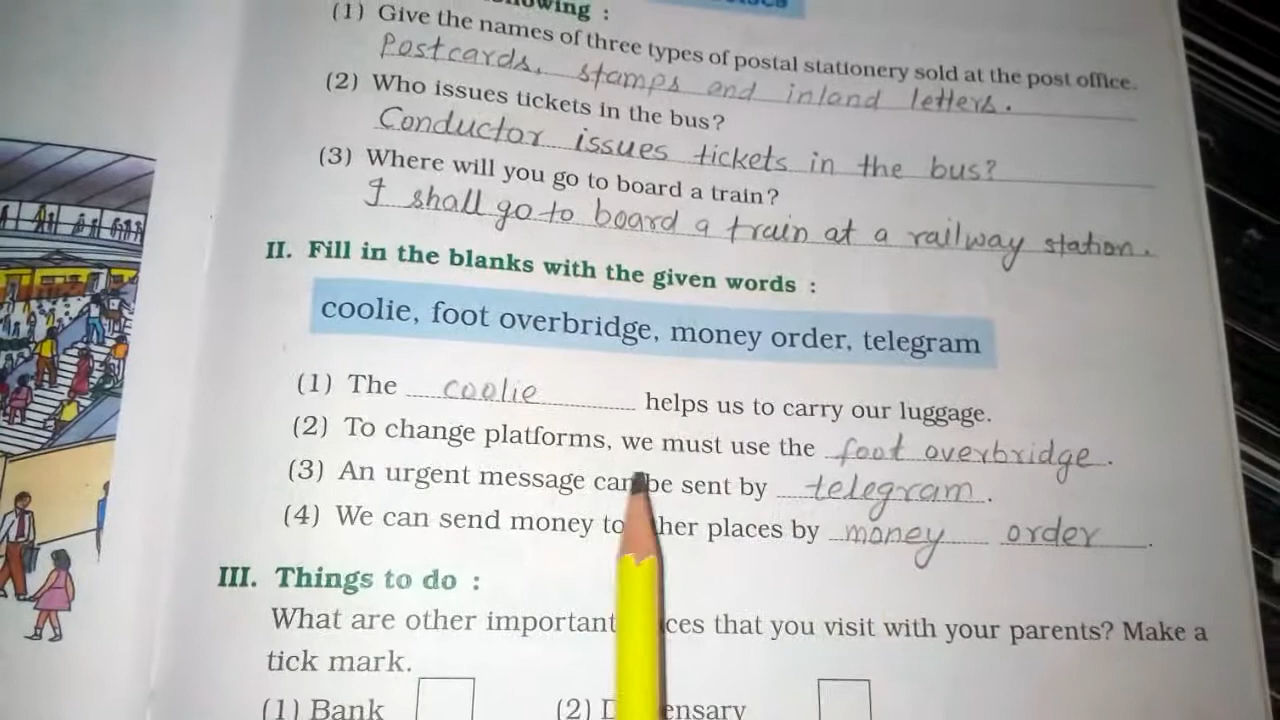 (1) Give the names of three types of postal stationery sold at the post office.
Postcards, stamps and inland letters.
(2) Who issues tickets in the bus?
Conductor issues tickets in the bus?
(3) Where will you go to board a train?
I shall go to board a train at a railway station.
II. Fill in the blanks with the given words :
coolie, foot overbridge, money order, telegram
(1) The coolie helps us to carry our luggage.
(2) To change platforms, we must use the foot overbridge.
(3) An urgent message can be sent by telegram.
(4) We can send money to her places by money order.
III. Things to do :
What are other important ces that you visit with your parents? Make a
tick mark.
(1) Bank (2) D ensary